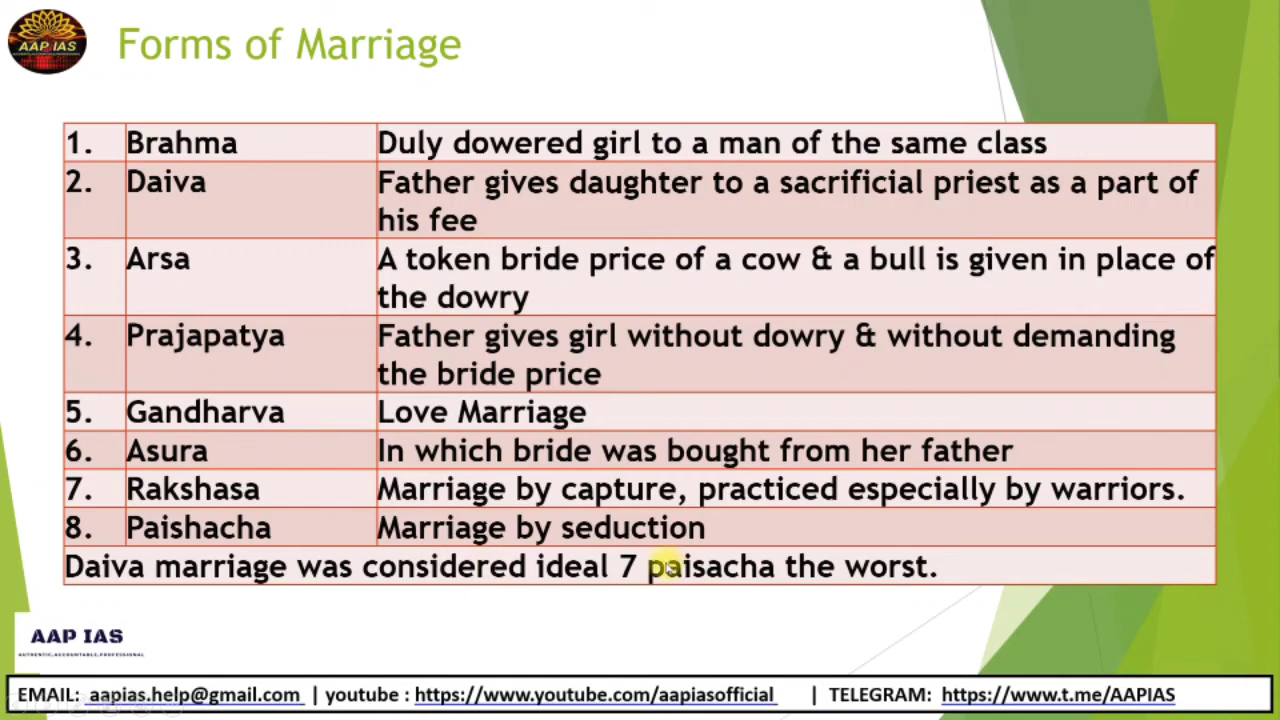 AAP IAS
Forms of Marriage
1. Brahma Duly dowered girl to a man of the same class
2. Daiva Father gives daughter to a sacrificial priest as a part of
his fee
3. Arsa A token bride price of a cow & a bull is given in place of
the dowry
4. Prajapatya Father gives girl without dowry & without demanding
the bride price
5. Gandharva Love Marriage
6. Asura In which bride was bought from her father
7. Rakshasa Marriage by capture, practiced especially by warriors.
8. Paishacha Marriage by seduction
Daiva marriage was considered ideal 7 paisacha the worst.
AAP IAS
AUTHENTIC,ACCOUNTABLE,PROFESSIONAL
EMAIL: aapias.help@gmail.com | youtube : https://www.youtube.com/aapiasofficial | TELEGRAM: https://www.t.me/AAPIAS